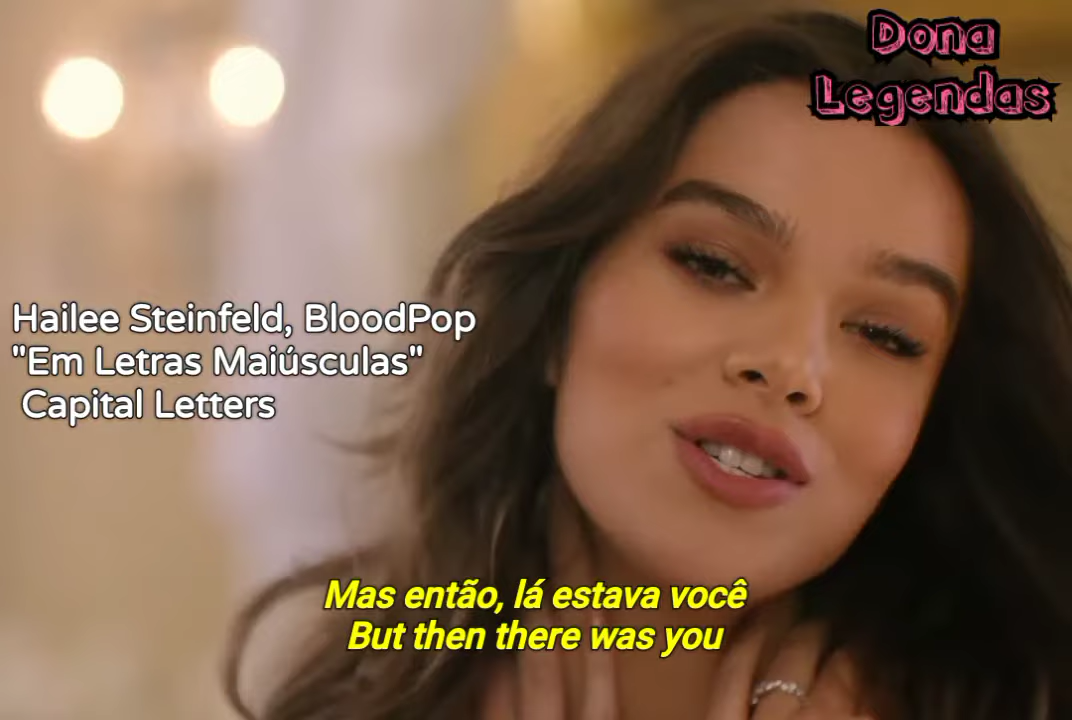 Dona
Legendas
Hailee Steinfeld, BloodPop
"Em Letras Maiúsculas"
Capital Letters
Mas então, lá estava você
But then there was you